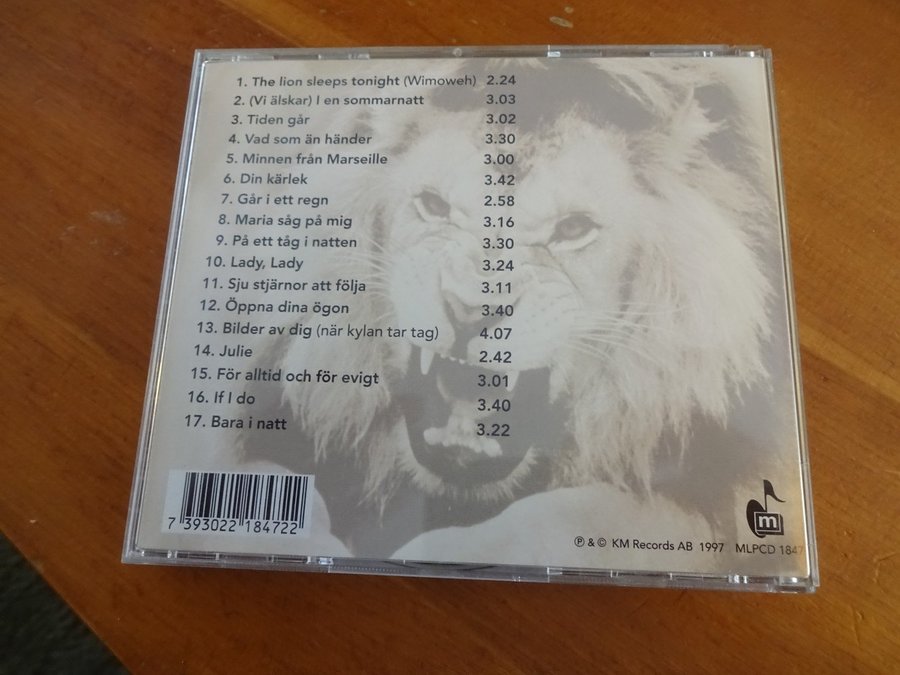 1. The lion sleeps tonight (Wimoweh) 2.24
2. (Vi älskar) I en sommarnatt 3.03
3. Tiden går 3.02
4. Vad som än händer 3.30
5. Minnen från Marseille 3.00
6. Din kärlek 3.42
7. Går i ett regn 2.58
8. Maria såg på mig 3.16
9. På ett tåg i natten 3.30
10. Lady, Lady 3.24
11. Sju stjärnor att följa 3.11
12. Öppna dina ögon 3.40
13. Bilder av dig (när kylan tar tag) 4.07
14. Julie 2.42
15. För alltid och för evigt 3.01
16. If I do 3.40
17. Bara i natt 3.22
m
7 393022 184722
℗ & © KM Records AB 1997 MLPCD 1847